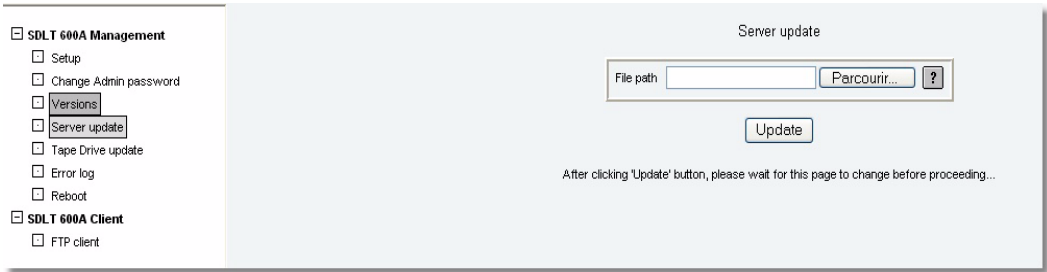 SDLT 600A Management
Setup
Change Admin password
Versions
Server update
Tape Drive update
Error log
Reboot
SDLT 600A Client
FTP client
Server update
File path Parcourir... ?
Update
After clicking 'Update' button, please wait for this page to change before proceeding...